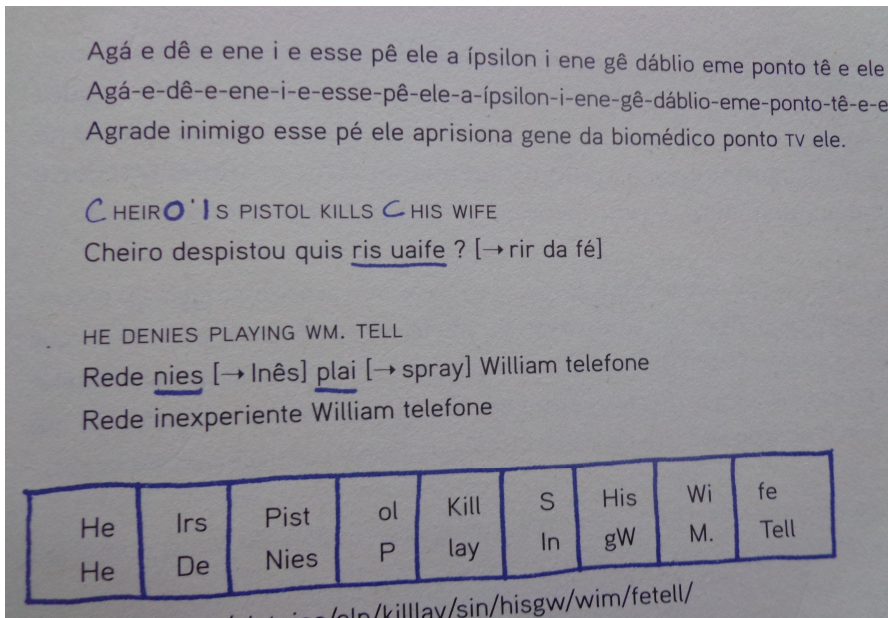 Agá e dê e ene i e esse pê ele a ípsilon i ene gê dáblio eme ponto tê e ele
Agá-e-dê-e-ene-i-e-esse-pê-ele-a-ípsilon-i-ene-gê-dáblio-eme-ponto-tê-e-e
Agrade inimigo esse pé ele aprisiona gene da biomédico ponto TV ele.
CHEIRO'IS PISTOL KILLS CHIS WIFE
Cheiro despistou quis ris uaife ? [→ rir da fé]
HE DENIES PLAYING WM. TELL
Rede nies [→ Inês] plai [→ spray] William telefone
Rede inexperiente William telefone
He Irs Pist ol Kill S His Wi fe
He De Nies P lay In gW M. Tell
/killlay/sin/hisgw/wim/fetell/